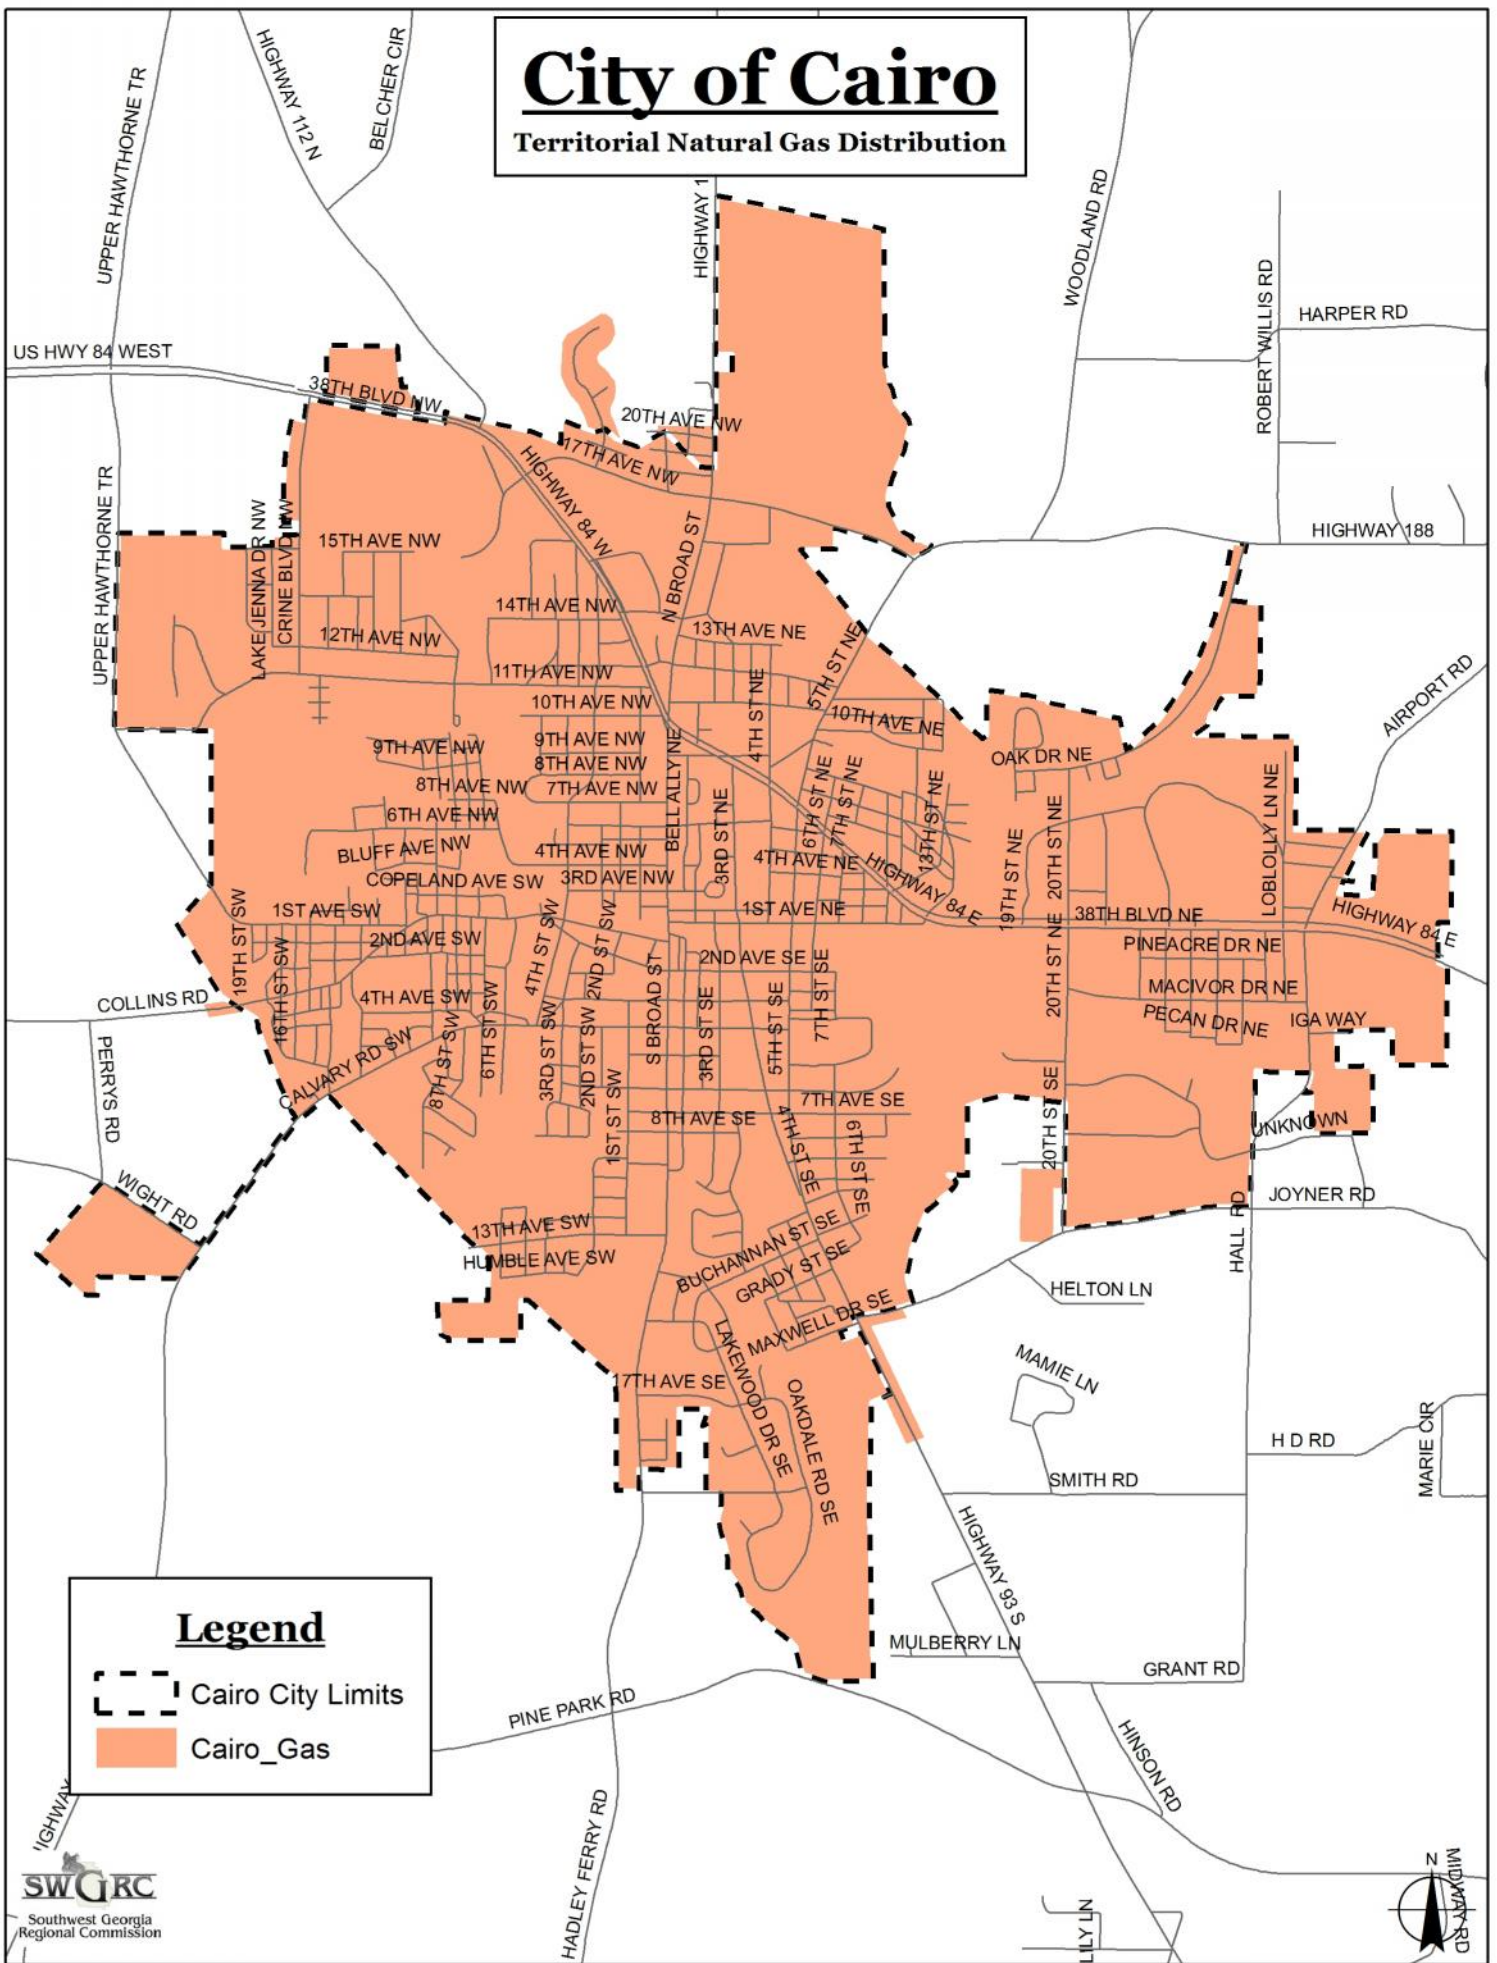 City of Cairo
Territorial Natural Gas Distribution
HIGHWAY 112 N
BELCHER CIR
UPPER HAWTHORNE TR
HIGHWAY 1
WOODLAND RD
ROBERT WILLIS RD
HARPER RD
US HWY 84 WEST
38TH BLVD NW
20TH AVE NW
17TH AVE NW
HIGHWAY 84 W
UPPER HAWTHORNE TR
LAKE JENNA DR NW
CRINE BLVD NW
15TH AVE NW
N BROAD ST
HIGHWAY 188
14TH AVE NW
12TH AVE NW
13TH AVE NE
11TH AVE NW
5TH ST NE
4TH ST NE
AIRPORT RD
10TH AVE NW
10TH AVE NE
9TH AVE NW
9TH AVE NW
8TH AVE NW
OAK DR NE
8TH AVE NW
7TH AVE NW
BELL ALLY NE
3RD ST NE
6TH ST NE
7TH ST NE
13TH ST NE
20TH ST NE
LOBLOLLY LN NE
6TH AVE NW
BLUFF AVE NW
4TH AVE NW
4TH AVE NE
HIGHWAY 84 E
19TH ST NE
COPELAND AVE SW
3RD AVE NW
1ST AVE SW
1ST AVE NE
38TH BLVD NE
HIGHWAY 84 E
19TH ST SW
2ND AVE SW
4TH ST SW
2ND ST SW
2ND AVE SE
20TH ST NE
PINEACRE DR NE
16TH ST SW
S BROAD ST
7TH ST SE
COLLINS RD
4TH AVE SW
MACIVOR DR NE
6TH ST SW
3RD ST SE
5TH ST SE
PECAN DR NE
IGA WAY
PERRYS RD
CALVARY RD SW
8TH ST SW
3RD ST SW
2ND ST SW
1ST ST SW
7TH AVE SE
8TH AVE SE
4TH ST SE
6TH ST SE
20TH ST SE
UNKNOWN
WIGHT RD
JOYNER RD
13TH AVE SW
HUMBLE AVE SW
BUCHANNAN ST SE
GRADY ST SE
HALL RD
HELTON LN
MAXWELL DR SE
LAKEWOOD DR SE
MAMIE LN
17TH AVE SE
OAKDALE RD SE
H D RD
MARIE CIR
SMITH RD
HIGHWAY 93 S
MULBERRY LN
GRANT RD
PINE PARK RD
HINSON RD
Legend
Cairo City Limits
Cairo_Gas
IGHWAY
HADLEY FERRY RD
LILY LN
N
MIDWAY RD
SWGRC
Southwest Georgia
Regional Commission